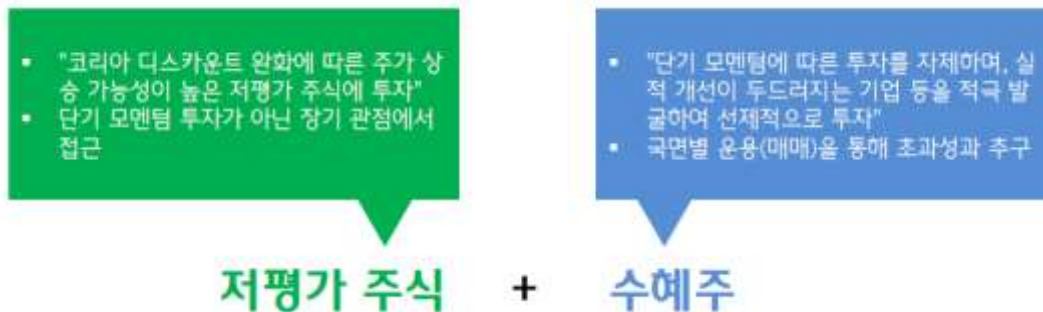 ▪ "코리아 디스카운트 완화에 따른 주가 상
승 가능성이 높은 저평가 주식에 투자"
▪ 단기 모멘텀 투자가 아닌 장기 관점에서
접근
▪ "단기 모멘텀에 따른 투자를 자제하며, 실
적 개선이 두드러지는 기업 등을 적극 발
굴하여 선제적으로 투자"
▪ 국면별 운용(매매)을 통해 초과성과 추구
저평가 주식 + 수혜주